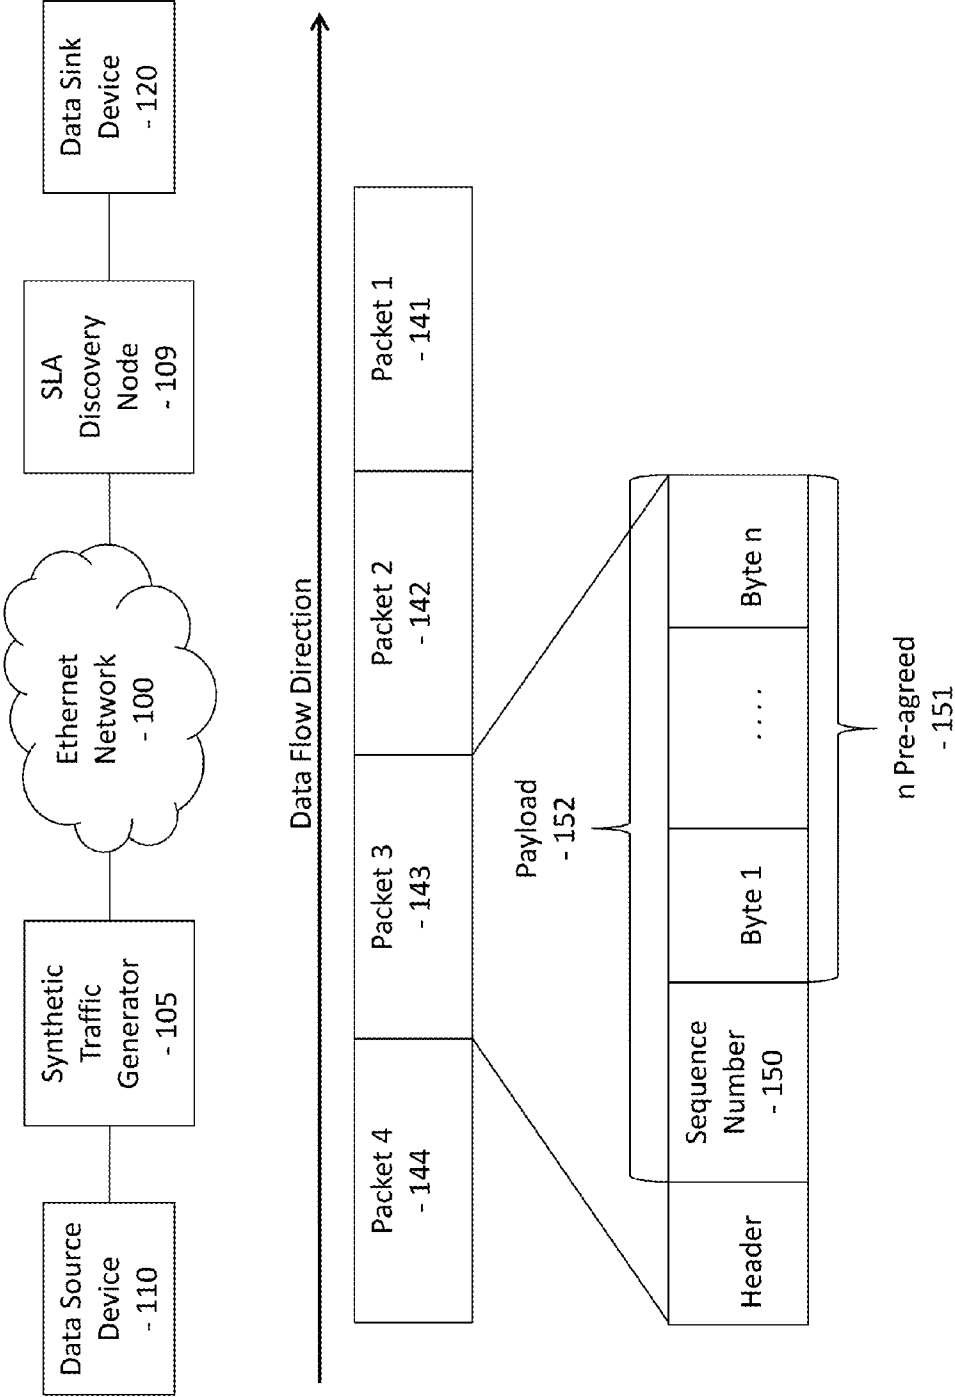 Data Source
Device
- 110
Synthetic
Traffic
Generator
- 105
Ethernet
Network
- 100
SLA
Discovery
Node
- 109
Data Sink
Device
- 120
Data Flow Direction
Packet 4
- 144
Packet 3
- 143
Packet 2
- 142
Packet 1
- 141
Payload
- 152
Header
Sequence
Number
- 150
Byte 1
. . . .
Byte n
n Pre-agreed
- 151